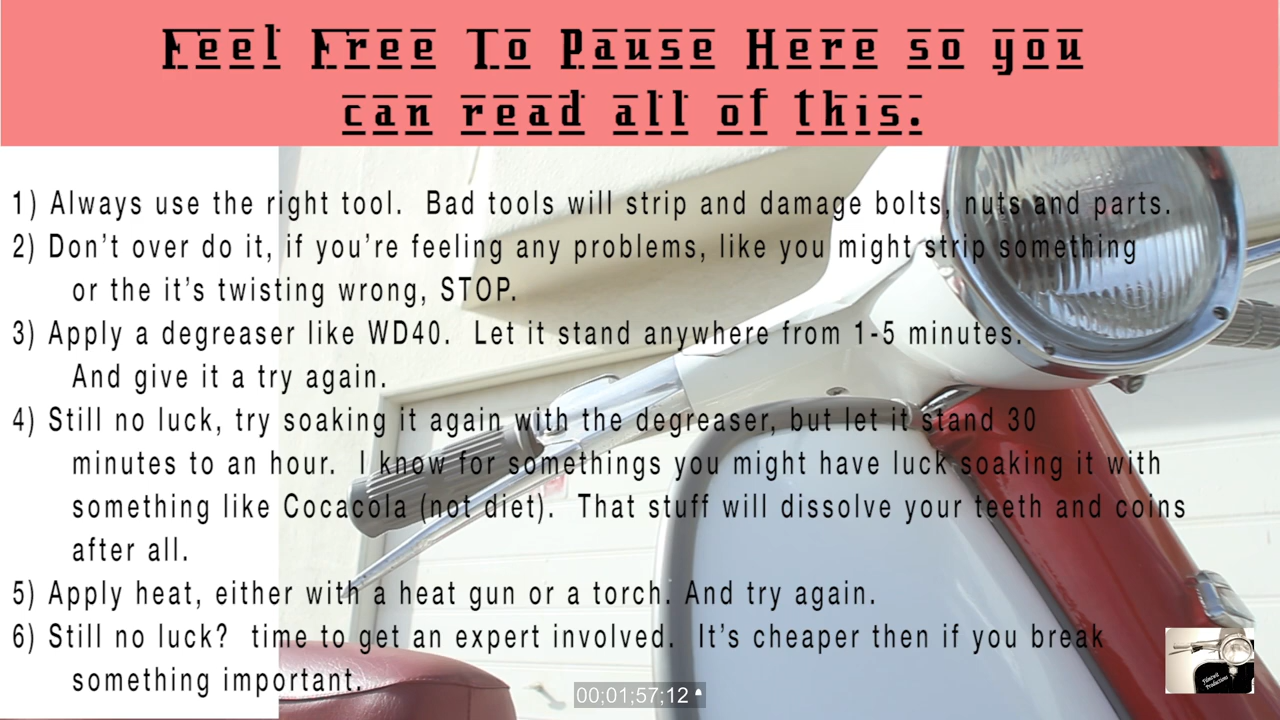 Feel Free To Pause Here so you
can read all of this.
1) Always use the right tool.  Bad tools will strip and damage bolts, nuts and parts.
2) Don't over do it, if you're feeling any problems, like you might strip something
or the it's twisting wrong, STOP.
3) Apply a degreaser like WD40.  Let it stand anywhere from 1-5 minutes.
And give it a try again.
4) Still no luck, try soaking it again with the degreaser, but let it stand 30
minutes to an hour.  I know for somethings you might have luck soaking it with
something like Cocacola (not diet).  That stuff will dissolve your teeth and coins
after all.
5) Apply heat, either with a heat gun or a torch. And try again.
6) Still no luck?  time to get an expert involved.  It's cheaper then if you break
something important.
00;01;57;12
Productions